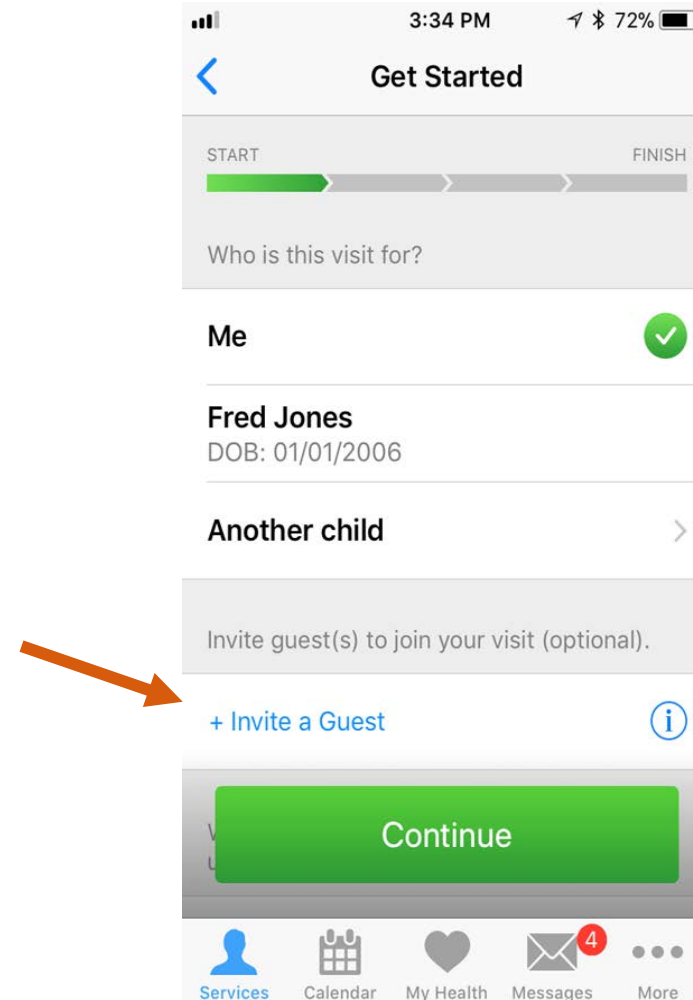 3:34 PM 72%
Get Started
START FINISH
Who is this visit for?
Me
Fred Jones
DOB: 01/01/2006
Another child
Invite guest(s) to join your visit (optional).
+ Invite a Guest i
Continue
4
Services Calendar My Health Messages More